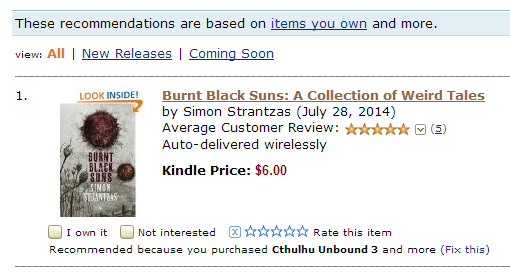 These recommendations are based on items you own and more.
view: All | New Releases | Coming Soon
1.
LOOK INSIDE!
BURNT
BLACK
SUNS
SIMON
STRANTZAS
Burnt Black Suns: A Collection of Weird Tales
by Simon Strantzas (July 28, 2014)
Average Customer Review: (5)
Auto-delivered wirelessly
Kindle Price: $6.00
I own it Not interested x Rate this item
Recommended because you purchased Cthulhu Unbound 3 and more (Fix this)